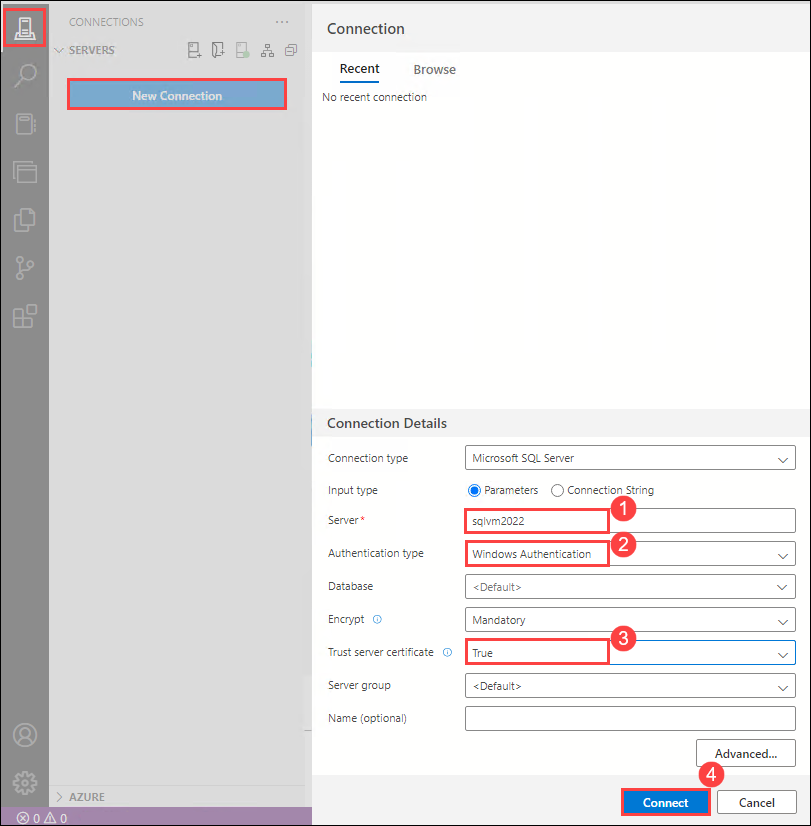 CONNECTIONS
SERVERS
New Connection
AZURE
0 0
Connection
Recent Browse
No recent connection
Connection Details
Connection type Microsoft SQL Server
Input type Parameters Connection String
1
Server* sqlvm2022
2
Authentication type Windows Authentication
Database <Default>
Encrypt Mandatory
3
Trust server certificate True
Server group <Default>
Name (optional)
Advanced...
4
Connect Cancel